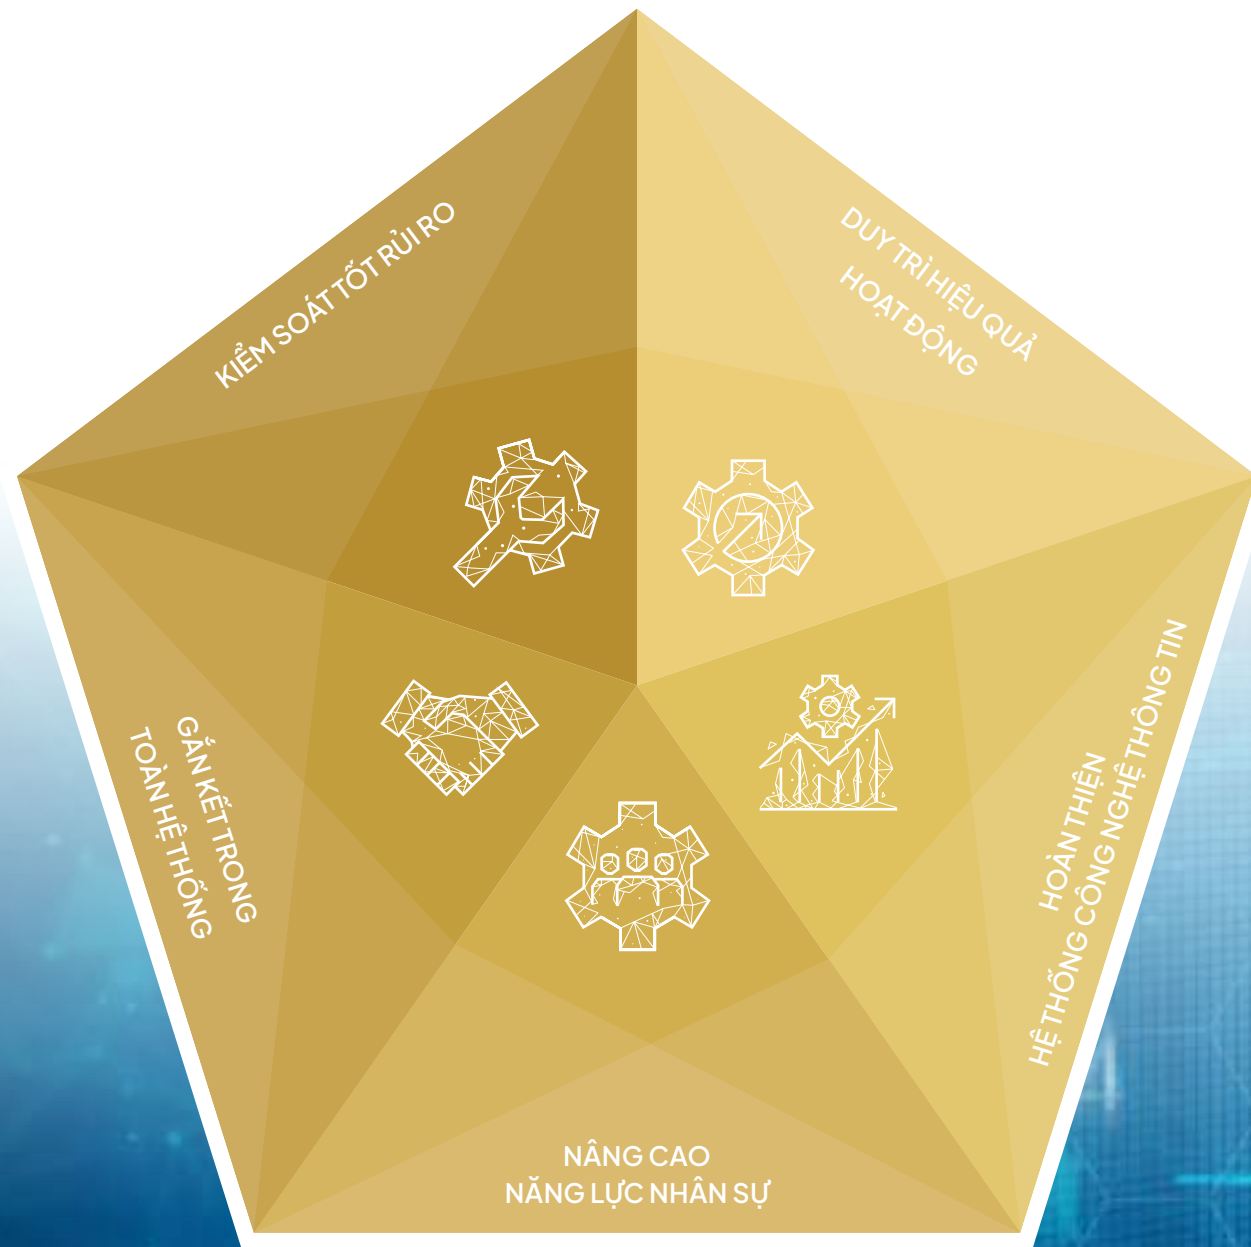 KIỂM SOÁT TỐT RỦI RO
DUY TRÌ HIỆU QUẢ
HOẠT ĐỘNG
GẮN KẾT TRONG
TOÀN HỆ THỐNG
HOÀN THIỆN
HỆ THỐNG CÔNG NGHỆ THÔNG TIN
NÂNG CAO
NĂNG LỰC NHÂN SỰ